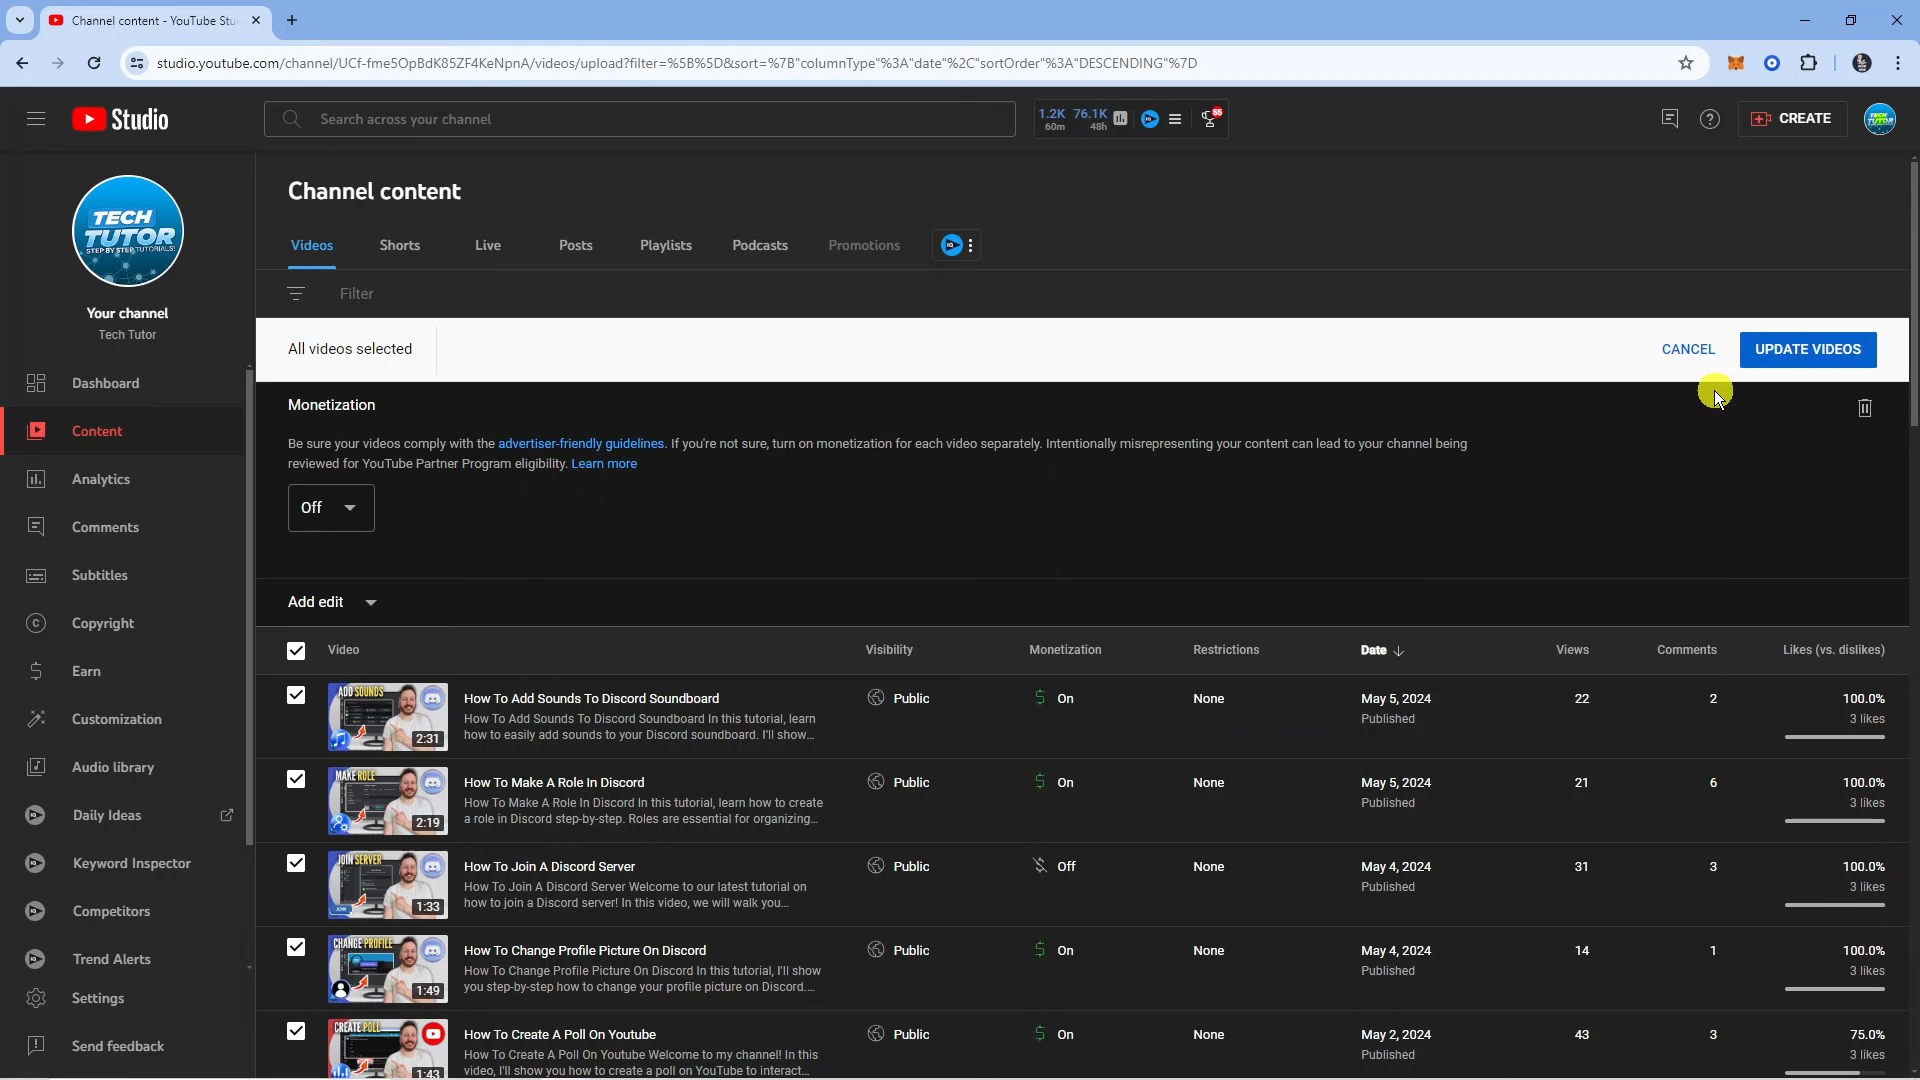 Channel content - YouTube Stu
studio.youtube.com/channel/UCf-fme5OpBdK85ZF4KeNpnA/videos/upload?filter=%5B%5D&sort=%7B"columnType"%3A"date"%2C"sortOrder"%3A"DESCENDING"%7D
Studio
Search across your channel
1.2K 76.1K
60m 48h
55
CREATE
TECH TUTOR
TECH
TUTOR
STEP BY STEP TUTORIALS!
Your channel
Tech Tutor
Dashboard
Content
Analytics
Comments
Subtitles
Copyright
Earn
Customization
Audio library
Daily Ideas
Keyword Inspector
Competitors
Trend Alerts
Settings
Send feedback
Channel content
Videos Shorts Live Posts Playlists Podcasts Promotions
Filter
All videos selected CANCEL UPDATE VIDEOS
Monetization
Be sure your videos comply with the advertiser-friendly guidelines. If you're not sure, turn on monetization for each video separately. Intentionally misrepresenting your content can lead to your channel being
reviewed for YouTube Partner Program eligibility. Learn more
Off
Add edit
Video Visibility Monetization Restrictions Date Views Comments Likes (vs. dislikes)
ADD SOUNDS
2:31
How To Add Sounds To Discord Soundboard Public On None May 5, 2024 22 2 100.0%
How To Add Sounds To Discord Soundboard In this tutorial, learn Published 3 likes
how to easily add sounds to your Discord soundboard. I'll show...
MAKE ROLE
2:19
How To Make A Role In Discord Public On None May 5, 2024 21 6 100.0%
How To Make A Role In Discord In this tutorial, learn how to create Published 3 likes
a role in Discord step-by-step. Roles are essential for organizing...
JOIN SERVER
JOIN
1:33
How To Join A Discord Server Public Off None May 4, 2024 31 3 100.0%
How To Join A Discord Server Welcome to our latest tutorial on Published 3 likes
how to join a Discord server! In this video, we will walk you...
CHANGE PROFILE
1:49
How To Change Profile Picture On Discord Public On None May 4, 2024 14 1 100.0%
How To Change Profile Picture On Discord In this tutorial, I'll show Published 3 likes
you step-by-step how to change your profile picture on Discord....
CREATE POLL
1:43
How To Create A Poll On Youtube Public On None May 2, 2024 43 3 75.0%
How To Create A Poll On Youtube Welcome to my channel! In this Published 3 likes
video, I'll show you how to create a poll on YouTube to interact...